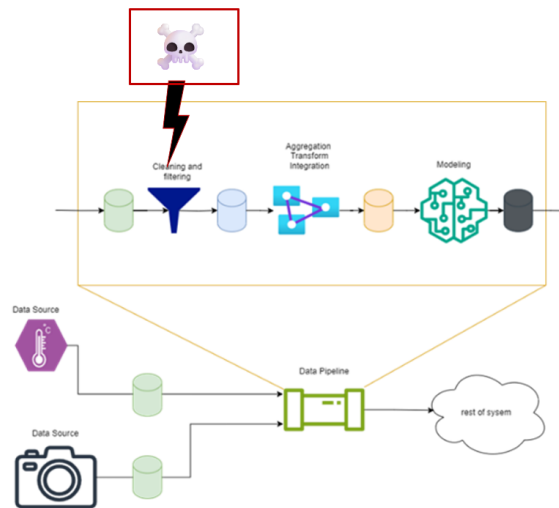 Cleaning and
filtering
Aggregation
Transform
Integration
Modeling
Data Source
°C
Data Pipeline
rest of sysem
Data Source